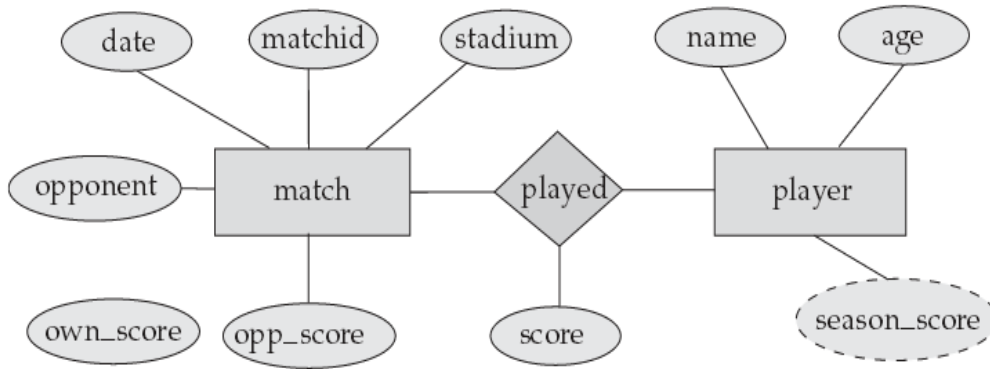 date
matchid
stadium
name
age
opponent
match
played
player
own_score
opp_score
score
season_score